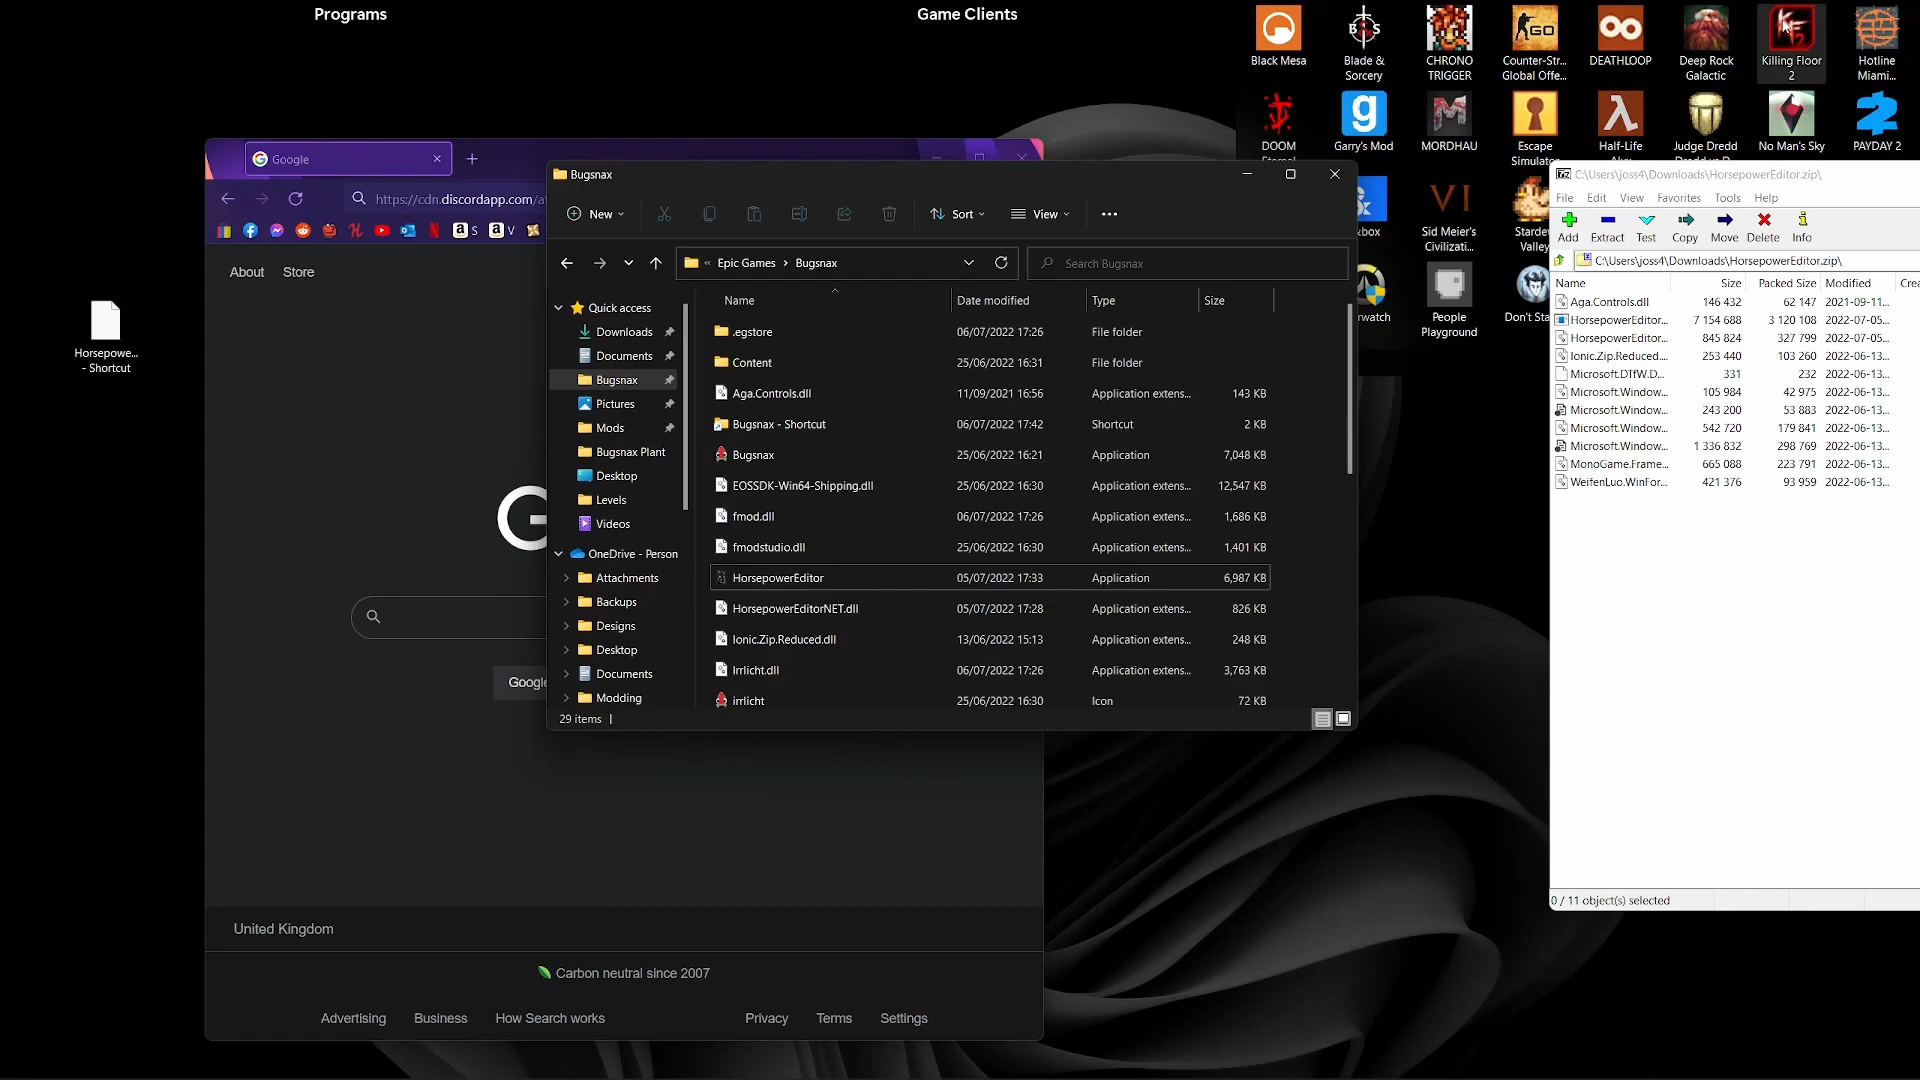 Programs
Game Clients
Black Mesa
Blade &
Sorcery
CHRONO
TRIGGER
Counter-Str...
Global Offe...
DEATHLOOP
Deep Rock
Galactic
Killing Floor
2
Hotline
Miami...
DOOM
Eternal
Garry's Mod
MORDHAU
Escape
Simulator
Half-Life
Judge Dredd
No Man's Sky
PAYDAY 2
Sid Meier's
Civilizati...
Stardew
Valley
People
Playground
Don't Sta
Horsepowe...
- Shortcut
Google
https://cdn.discordapp.com/at
S
V
About
Store
Google
United Kingdom
Carbon neutral since 2007
Advertising
Business
How Search works
Privacy
Terms
Settings
Bugsnax
New
Sort
View
« Epic Games > Bugsnax
Search Bugsnax
Quick access
Downloads
Documents
Bugsnax
Pictures
Mods
Bugsnax Plant
Desktop
Levels
Videos
OneDrive - Person
Attachments
Backups
Designs
Desktop
Documents
Modding
Name Date modified Type Size
.egstore 06/07/2022 17:26 File folder
Content 25/06/2022 16:31 File folder
Aga.Controls.dll 11/09/2021 16:56 Application extens... 143 KB
Bugsnax - Shortcut 06/07/2022 17:42 Shortcut 2 KB
Bugsnax 25/06/2022 16:21 Application 7,048 KB
EOSSDK-Win64-Shipping.dll 25/06/2022 16:30 Application extens... 12,547 KB
fmod.dll 06/07/2022 17:26 Application extens... 1,686 KB
fmodstudio.dll 25/06/2022 16:30 Application extens... 1,401 KB
HorsepowerEditor 05/07/2022 17:33 Application 6,987 KB
HorsepowerEditorNET.dll 05/07/2022 17:28 Application extens... 826 KB
Ionic.Zip.Reduced.dll 13/06/2022 15:13 Application extens... 248 KB
Irrlicht.dll 06/07/2022 17:26 Application extens... 3,763 KB
irrlicht 25/06/2022 16:30 Icon 72 KB
29 items
C:\Users\joss4\Downloads\HorsepowerEditor.zip\
File Edit View Favorites Tools Help
Add Extract Test Copy Move Delete Info
C:\Users\joss4\Downloads\HorsepowerEditor.zip\
Name Size Packed Size Modified Crea
Aga.Controls.dll 146 432 62 147 2021-09-11...
HorsepowerEditor... 7 154 688 3 120 108 2022-07-05...
HorsepowerEditor... 845 824 327 799 2022-07-05...
Ionic.Zip.Reduced.... 253 440 103 260 2022-06-13...
Microsoft.DTfW.D... 331 232 2022-06-13...
Microsoft.Window... 105 984 42 975 2022-06-13...
Microsoft.Window... 243 200 53 883 2022-06-13...
Microsoft.Window... 542 720 179 841 2022-06-13...
Microsoft.Window... 1 336 832 298 769 2022-06-13...
MonoGame.Frame... 665 088 223 791 2022-06-13...
WeifenLuo.WinFor... 421 376 93 959 2022-06-13...
0 / 11 object(s) selected